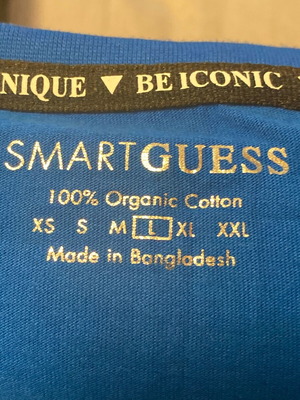 NIQUE ▼ BE ICONIC
SMARTGUESS
100% Organic Cotton
XS S M L XL XXL
Made in Bangladesh